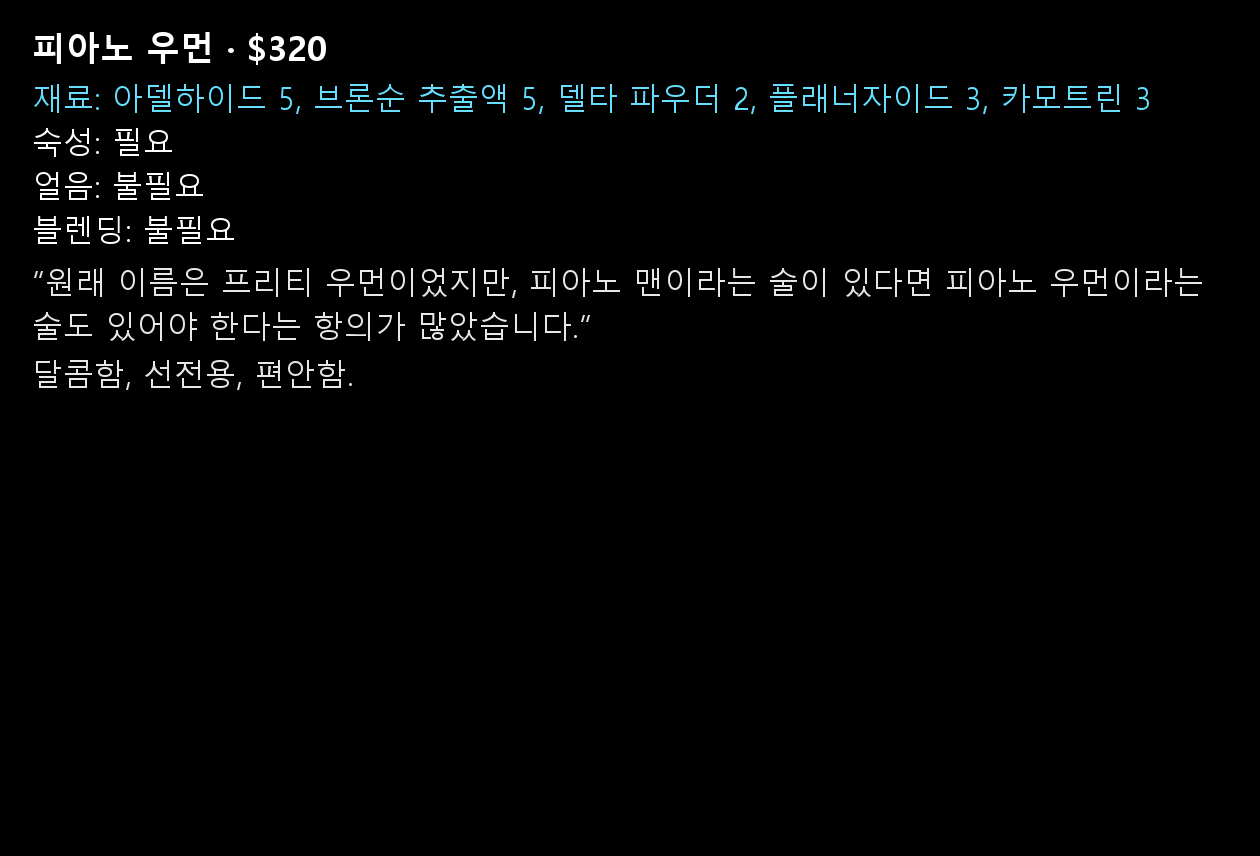 피아노 우먼 · $320
재료: 아델하이드 5, 브론슨 추출액 5, 델타 파우더 2, 플래너자이드 3, 카모트린 3
숙성: 필요
얼음: 불필요
블렌딩: 불필요
“원래 이름은 프리티 우먼이었지만, 피아노 맨이라는 술이 있다면 피아노 우먼이라는
술도 있어야 한다는 항의가 많았습니다.”
달콤함, 선전용, 편안함.